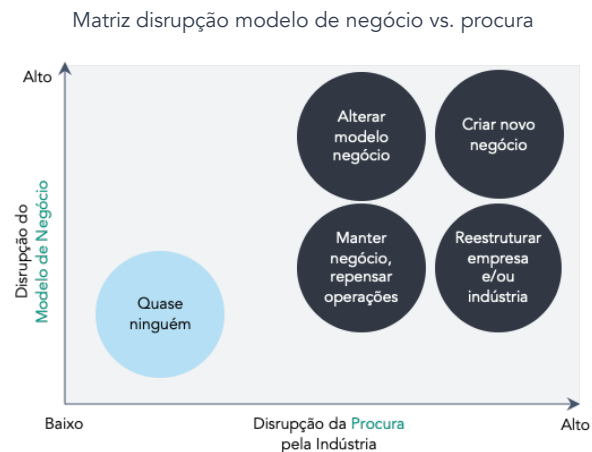 Matriz disrupção modelo de negócio vs. procura
Alto
Alterar
modelo
negócio
Criar novo
negócio
Disrupção do
Modelo de Negócio
Manter
negócio,
repensar
operações
Reestruturar
empresa
e/ou
indústria
Quase
ninguém
Baixo
Disrupção da Procura
pela Indústria
Alto